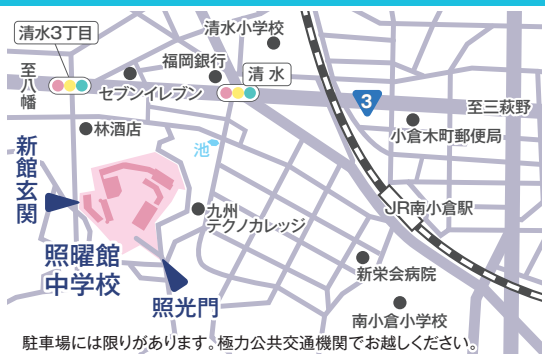 清水小学校
清水3丁目
福岡銀行
清 水
至八幡
セブンイレブン
3
至三萩野
小倉木町郵便局
林酒店
池
新館玄関
九州
テクノカレッジ
JR南小倉駅
照曜館
中学校
照光門
新栄会病院
南小倉小学校
駐車場には限りがあります。極力公共交通機関でお越しください。